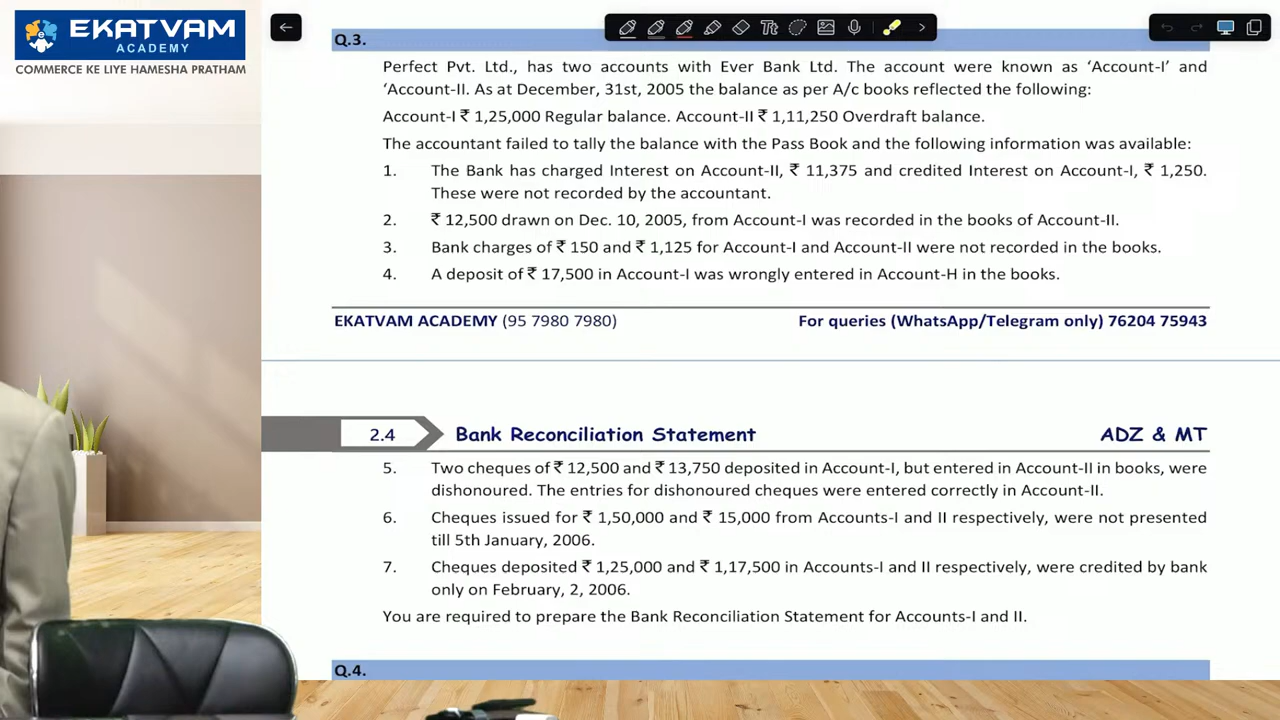 EKATVAM
ACADEMY
COMMERCE KE LIYE HAMESHA PRATHAM
Q.3.
Perfect Pvt. Ltd., has two accounts with Ever Bank Ltd. The account were known as ‘Account-I’ and
‘Account-II. As at December, 31st, 2005 the balance as per A/c books reflected the following:
Account-I ₹ 1,25,000 Regular balance. Account-II ₹ 1,11,250 Overdraft balance.
The accountant failed to tally the balance with the Pass Book and the following information was available:
1. The Bank has charged Interest on Account-II, ₹ 11,375 and credited Interest on Account-I, ₹ 1,250.
These were not recorded by the accountant.
2. ₹ 12,500 drawn on Dec. 10, 2005, from Account-I was recorded in the books of Account-II.
3. Bank charges of ₹ 150 and ₹ 1,125 for Account-I and Account-II were not recorded in the books.
4. A deposit of ₹ 17,500 in Account-I was wrongly entered in Account-H in the books.
EKATVAM ACADEMY (95 7980 7980) For queries (WhatsApp/Telegram only) 76204 75943
2.4 Bank Reconciliation Statement ADZ & MT
5. Two cheques of ₹ 12,500 and ₹ 13,750 deposited in Account-I, but entered in Account-II in books, were
dishonoured. The entries for dishonoured cheques were entered correctly in Account-II.
6. Cheques issued for ₹ 1,50,000 and ₹ 15,000 from Accounts-I and II respectively, were not presented
till 5th January, 2006.
7. Cheques deposited ₹ 1,25,000 and ₹ 1,17,500 in Accounts-I and II respectively, were credited by bank
only on February, 2, 2006.
You are required to prepare the Bank Reconciliation Statement for Accounts-I and II.
Q.4.